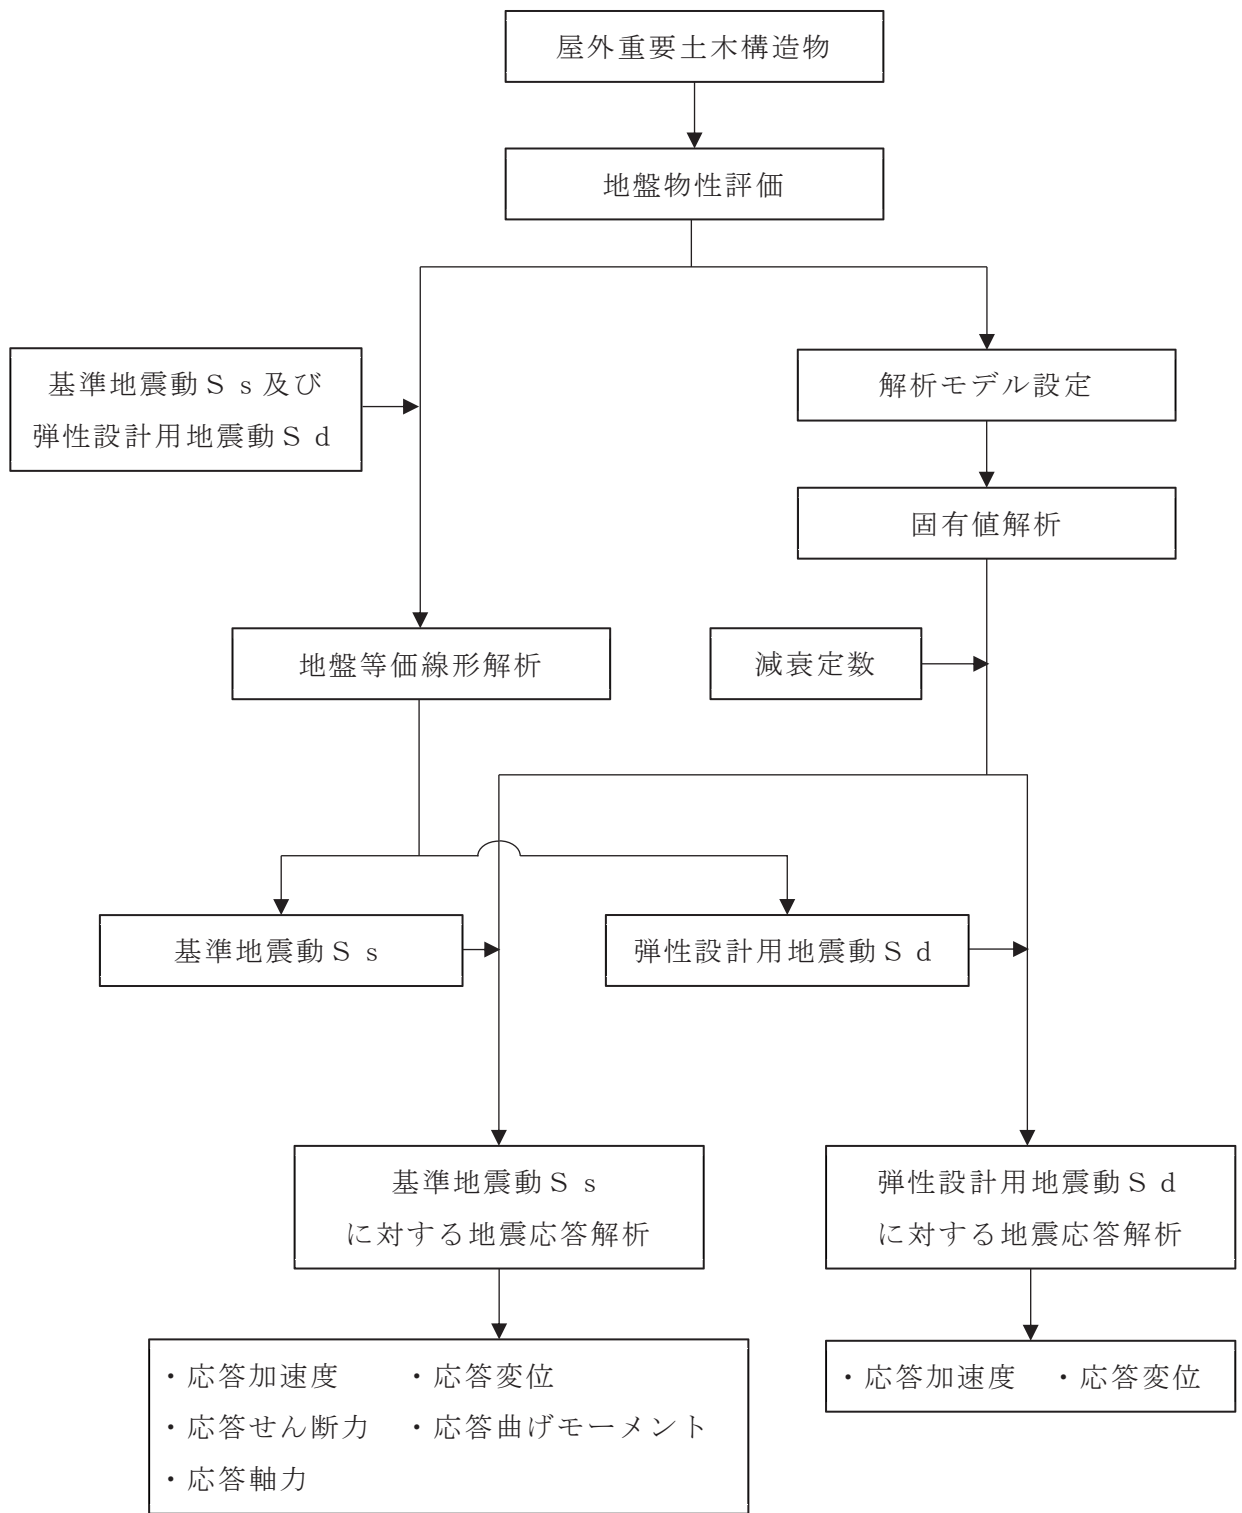 屋外重要土木構造物
地盤物性評価
基準地震動Ｓｓ及び
弾性設計用地震動Ｓｄ
解析モデル設定
固有値解析
地盤等価線形解析
減衰定数
基準地震動Ｓｓ
弾性設計用地震動Ｓｄ
基準地震動Ｓｓ
に対する地震応答解析
弾性設計用地震動Ｓｄ
に対する地震応答解析
・応答加速度　・応答変位
・応答せん断力　・応答曲げモーメント
・応答軸力
・応答加速度　・応答変位